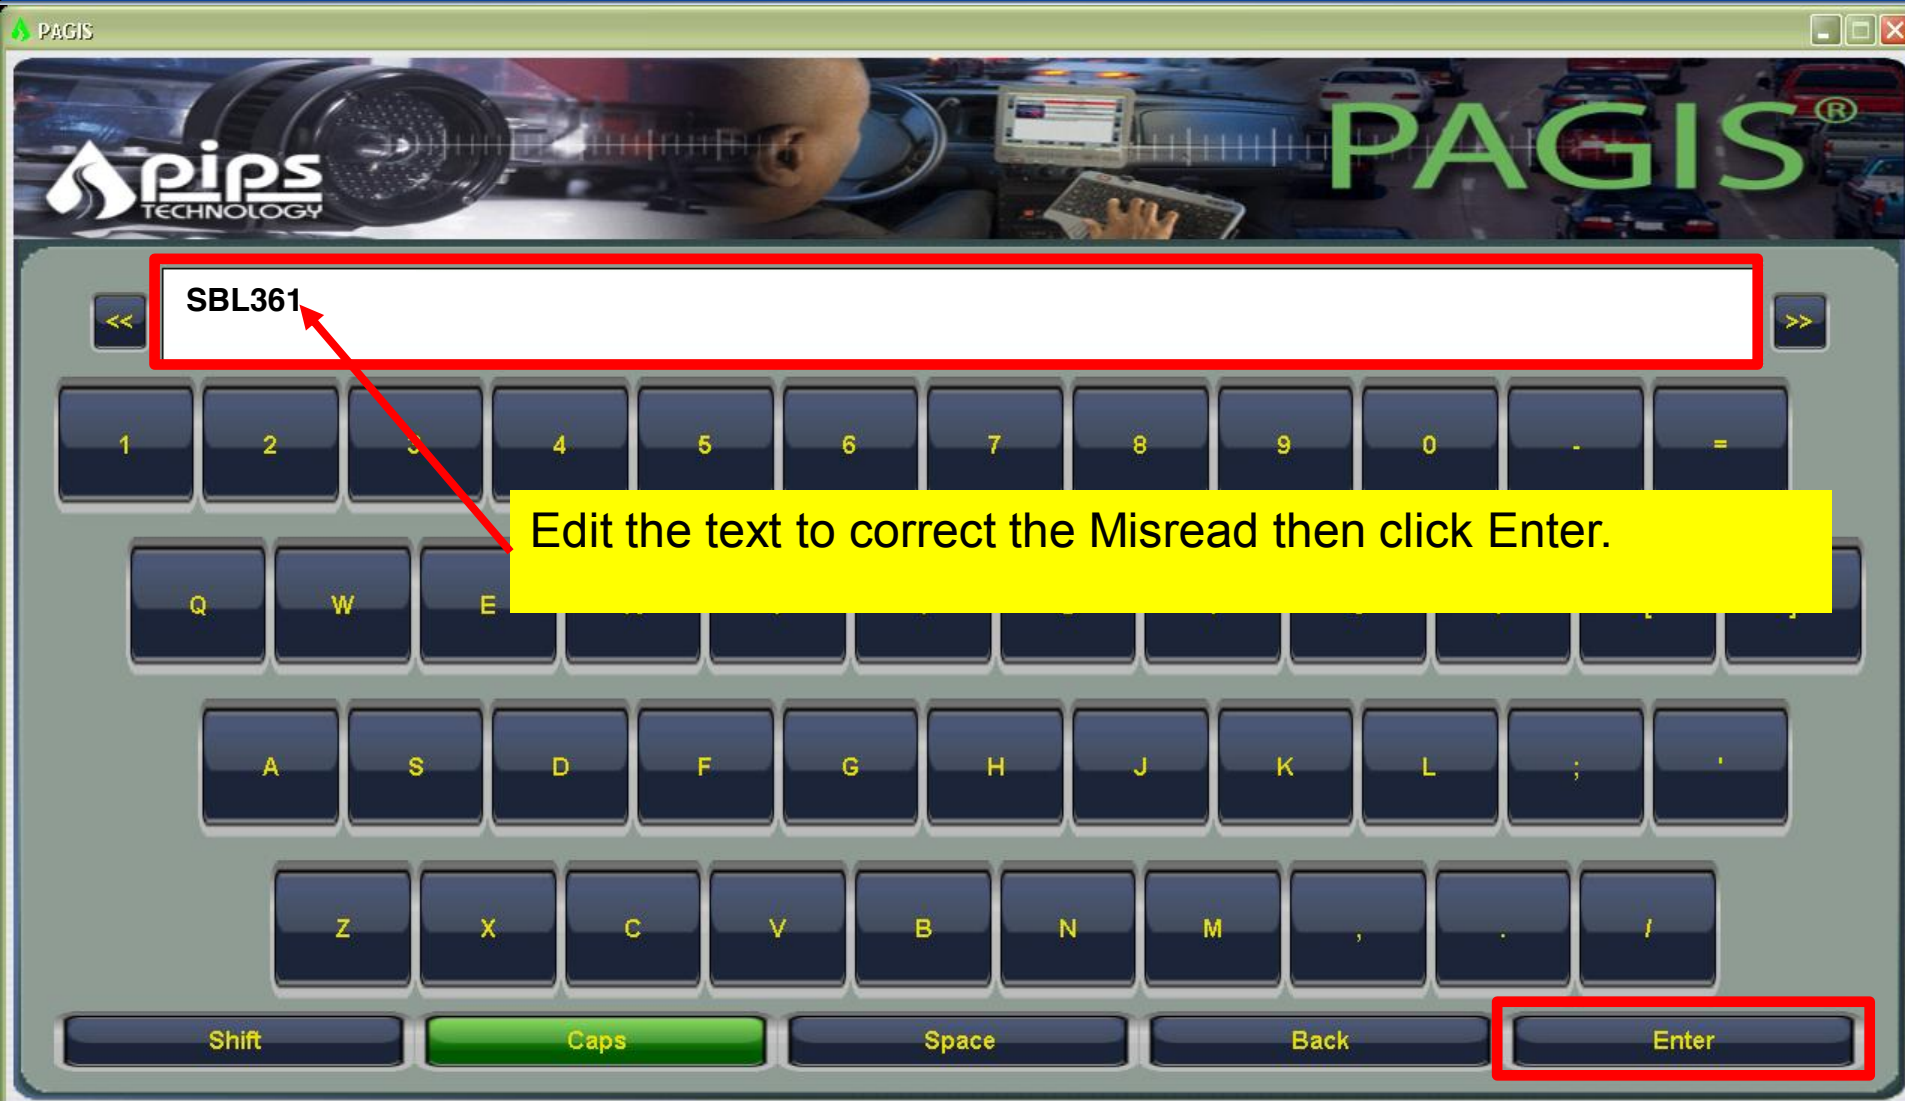 PAGIS
pips
TECHNOLOGY
PAGIS®
<< SBL361 >>
1 2 3 4 5 6 7 8 9 0 - =
Edit the text to correct the Misread then click Enter.
Q W E [ ]
A S D F G H J K L ; '
Z X C V B N M , . /
Shift Caps Space Back Enter